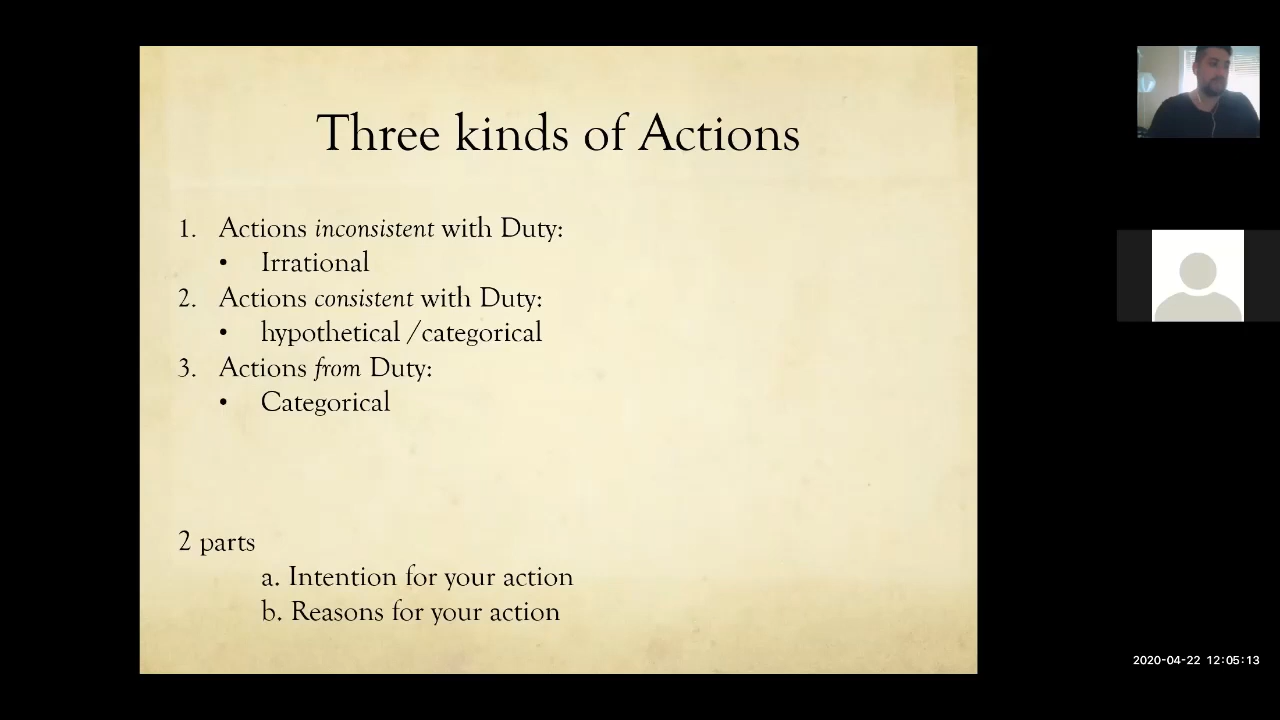 Three kinds of Actions
1. Actions inconsistent with Duty:
• Irrational
2. Actions consistent with Duty:
• hypothetical /categorical
3. Actions from Duty:
• Categorical
2 parts
a. Intention for your action
b. Reasons for your action
2020-04-22 12:05:13